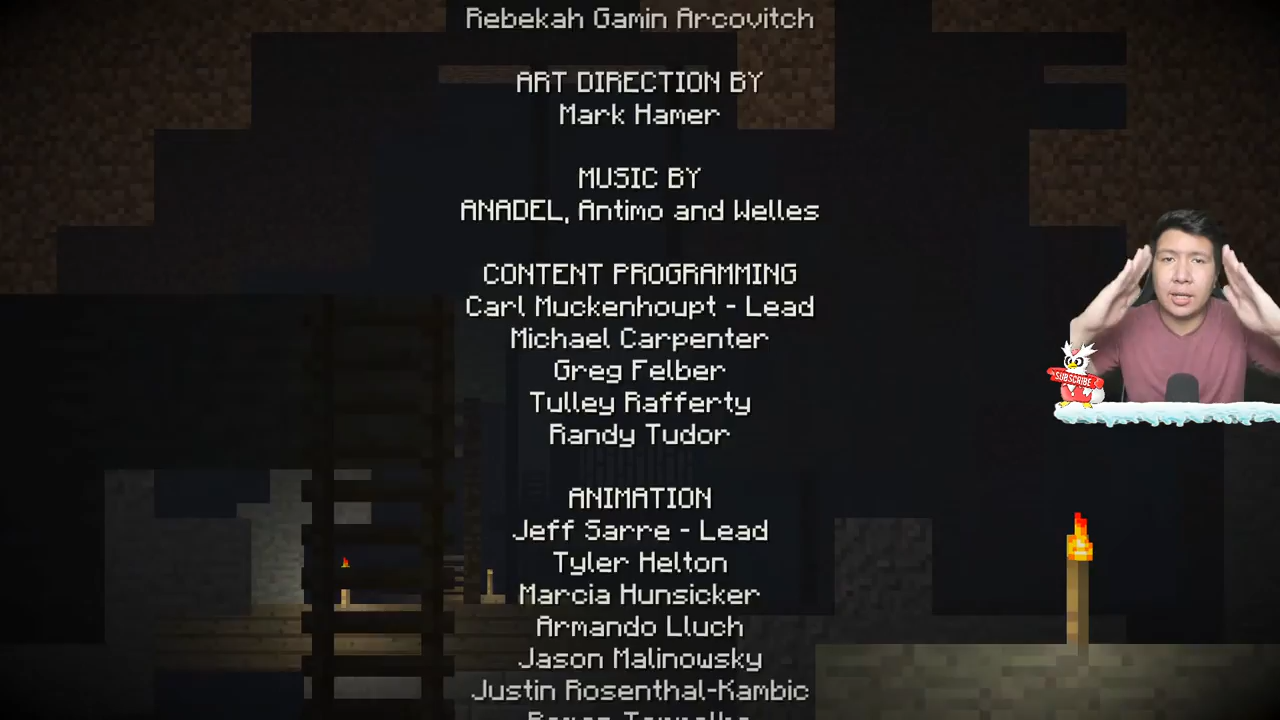 Rebekah Gamin Arcovitch
ART DIRECTION BY
Mark Hamer
MUSIC BY
ANADEL, Antimo and Welles
CONTENT PROGRAMMING
Carl Muckenhoupt - Lead
Michael Carpenter
Greg Felber
Tulley Rafferty
Randy Tudor
ANIMATION
Jeff Sarre - Lead
Tyler Helton
Marcia Hunsicker
Armando Lluch
Jason Malinowsky
Justin Rosenthal-Kambic
SUBSCRIBE